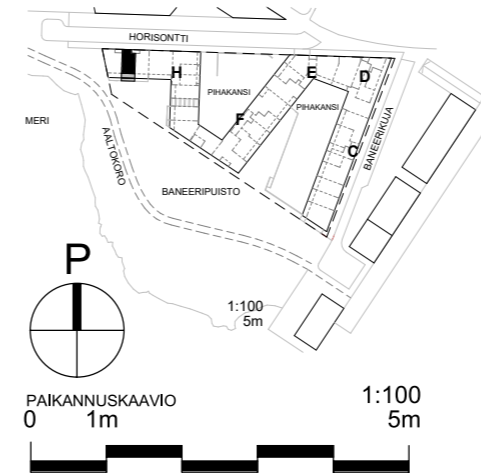 HORISONTTI
H
E
D
PIHAKANSI
PIHAKANSI
F
C
MERI
AALTOKORO
BANEERIKUJA
BANEERIPUISTO
P
1:100
5m
PAIKANNUSKAAVIO
1:100
0 1m 5m